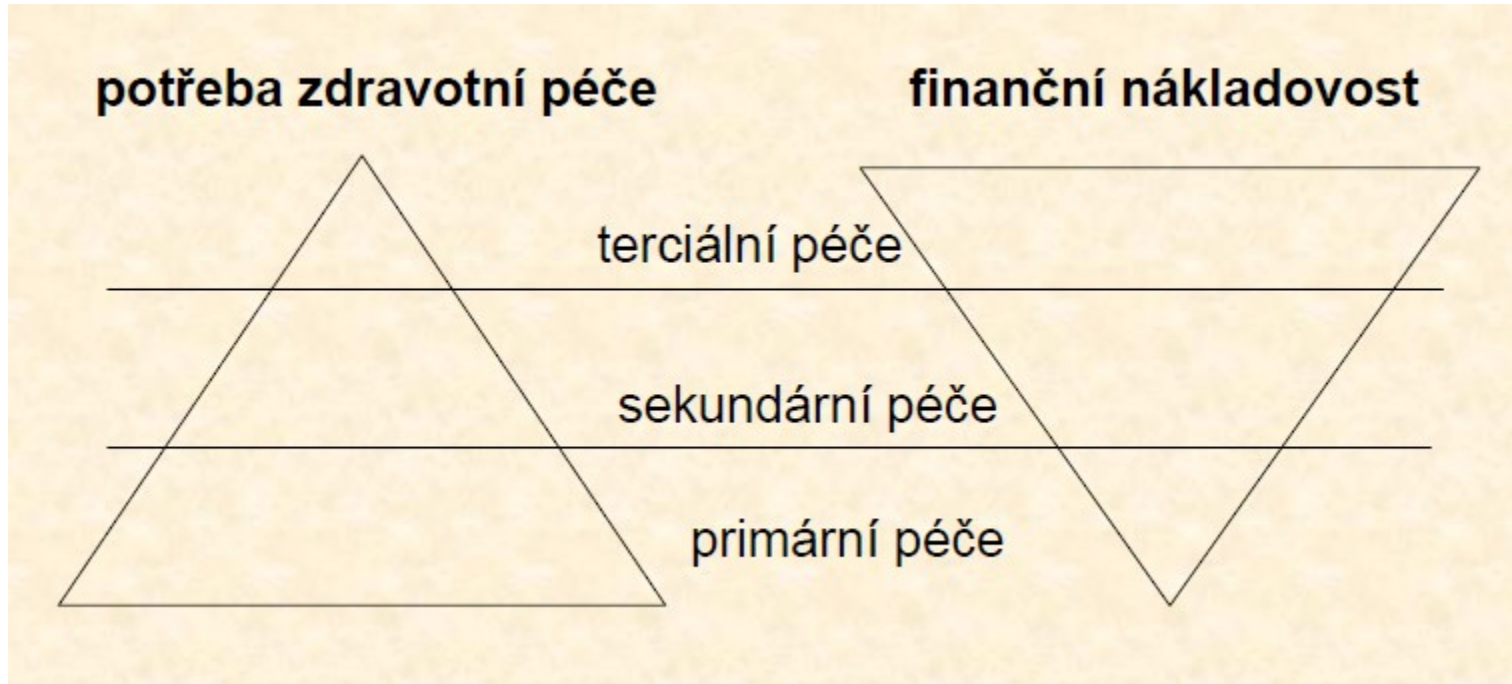 potřeba zdravotní péče
finanční nákladovost
terciální péče
sekundární péče
primární péče